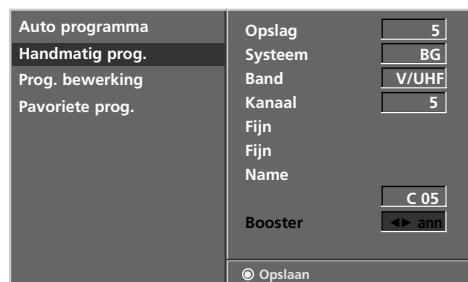 Auto programma
Handmatig prog.
Prog. bewerking
Pavoriete prog.
Opslag 5
Systeem BG
Band V/UHF
Kanaal 5
Fijn
Fijn
Name
C 05
Booster ◄► ann
Opslaan